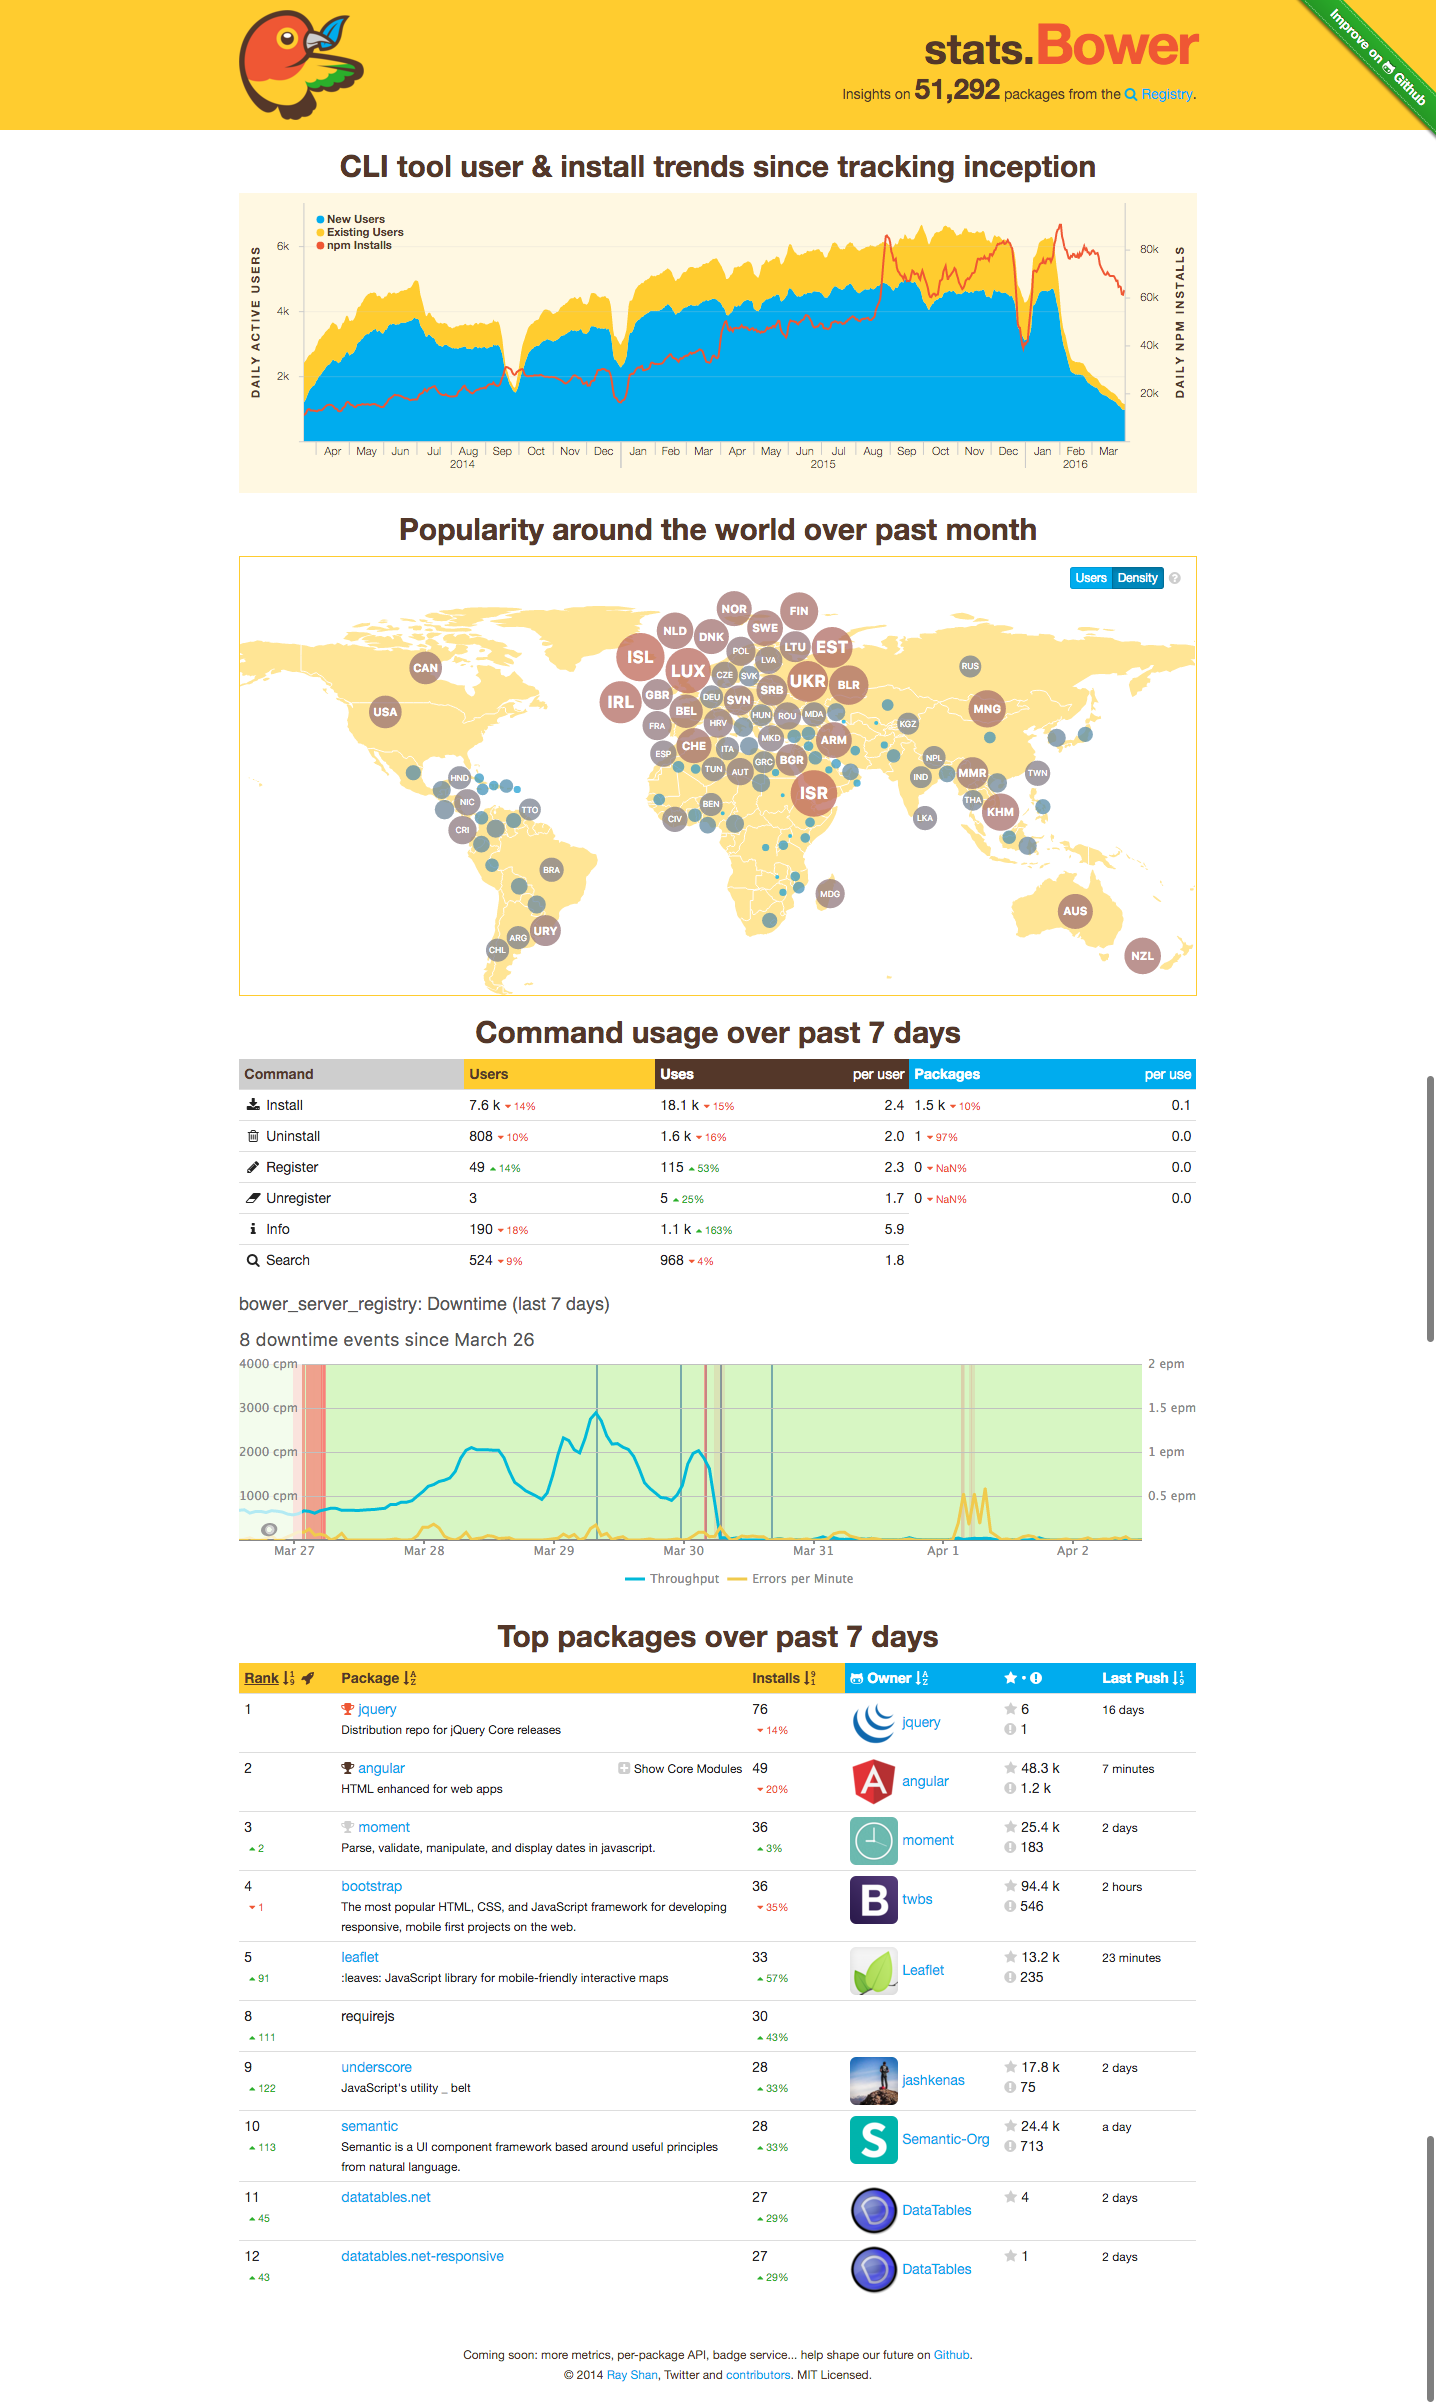 stats.Bower
Insights on 51,292 packages from the Registry.
Improve on Github
CLI tool user & install trends since tracking inception
New Users
Existing Users
npm Installs
DAILY ACTIVE USERS
6k
4k
2k
80k
60k
40k
20k
DAILY NPM INSTALLS
Apr May Jun Jul Aug Sep Oct Nov Dec Jan Feb Mar Apr May Jun Jul Aug Sep Oct Nov Dec Jan Feb Mar
2014 2015 2016
Popularity around the world over past month
Users Density ?
NOR FIN
NLD DNK SWE
ISL POL LVA LTU EST
CAN LUX CZE SVK UKR BLR RUS
IRL GBR DEU SVN SRB
USA BEL HUN ROU MDA MNG
FRA HRV KGZ
ESP CHE ITA MKD ARM
TUN AUT GRC BGR NPL
HND IND MMR TWN
ISR
NIC TTO BEN THA KHM
CRI CIV LKA
BRA
MDG
AUS
URY
ARG
CHL NZL
Command usage over past 7 days
Command Users Uses per user Packages per use
Install 7.6 k 14% 18.1 k 15% 2.4 1.5 k 10% 0.1
Uninstall 808 10% 1.6 k 16% 2.0 1 97% 0.0
Register 49 14% 115 53% 2.3 0 NaN% 0.0
Unregister 3 5 25% 1.7 0 NaN% 0.0
Info 190 18% 1.1 k 163% 5.9
Search 524 9% 968 4% 1.8
bower_server_registry: Downtime (last 7 days)
8 downtime events since March 26
4000 cpm 2 epm
3000 cpm 1.5 epm
2000 cpm 1 epm
1000 cpm 0.5 epm
Mar 27 Mar 28 Mar 29 Mar 30 Mar 31 Apr 1 Apr 2
Throughput Errors per Minute
Top packages over past 7 days
Rank Package Installs Owner Last Push
1 jquery 76 jquery 6 16 days
Distribution repo for jQuery Core releases 14% 1
2 angular Show Core Modules 49 angular 48.3 k 7 minutes
HTML enhanced for web apps 20% 1.2 k
3 moment 36 moment 25.4 k 2 days
2 Parse, validate, manipulate, and display dates in javascript. 3% 183
4 bootstrap 36 twbs 94.4 k 2 hours
1 The most popular HTML, CSS, and JavaScript framework for developing 35% 546
responsive, mobile first projects on the web.
5 leaflet 33 Leaflet 13.2 k 23 minutes
91 :leaves: JavaScript library for mobile-friendly interactive maps 57% 235
8 requirejs 30
111 43%
9 underscore 28 jashkenas 17.8 k 2 days
122 JavaScript's utility _ belt 33% 75
10 semantic 28 Semantic-Org 24.4 k a day
113 Semantic is a UI component framework based around useful principles 33% 713
from natural language.
11 datatables.net 27 DataTables 4 2 days
45 29%
12 datatables.net-responsive 27 DataTables 1 2 days
43 29%
Coming soon: more metrics, per-package API, badge service... help shape our future on Github.
© 2014 Ray Shan, Twitter and contributors. MIT Licensed.